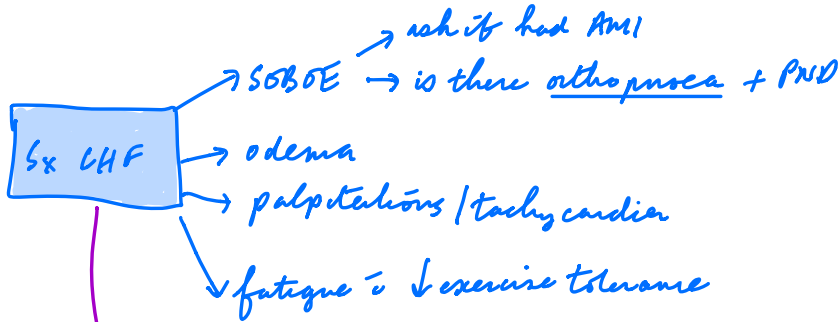 ask if had AMI
SOBOE → is there orthopnoea + PND
Sx CHF
odema
palpitations / tachycardia
fatigue c̄ ↓ exercise tolerance